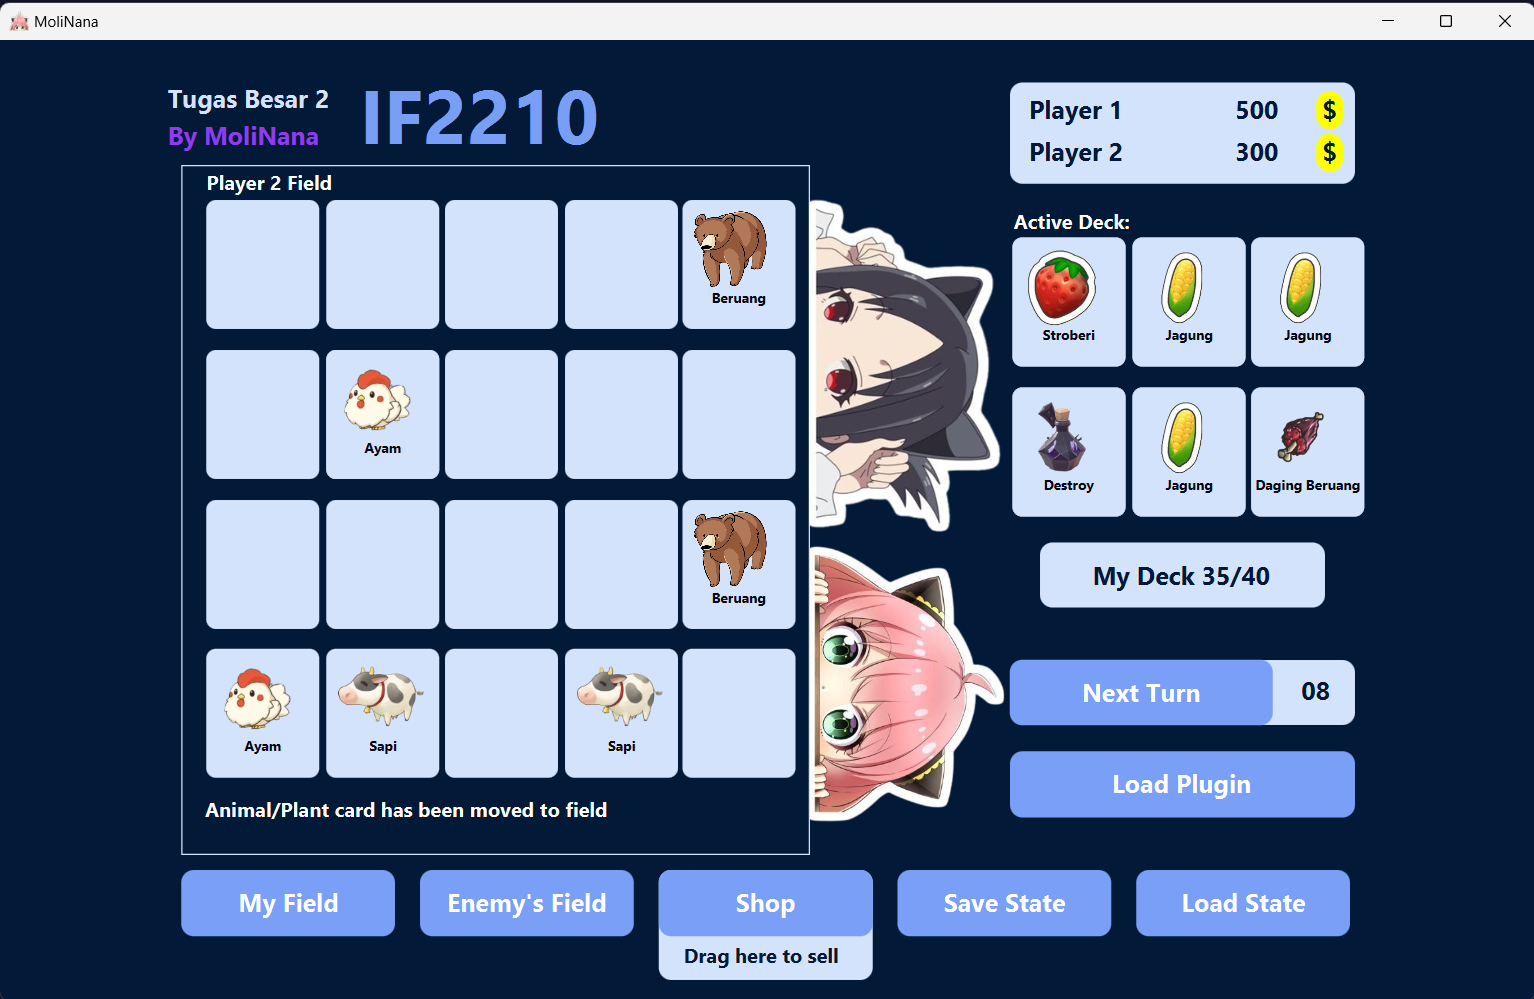 MoliNana
Tugas Besar 2
By MoliNana
IF2210
Player 1 500 $
Player 2 300 $
Player 2 Field
Beruang
Ayam
Beruang
Ayam Sapi Sapi
Animal/Plant card has been moved to field
Active Deck:
Stroberi Jagung Jagung
Destroy Jagung Daging Beruang
My Deck 35/40
Next Turn 08
Load Plugin
My Field Enemy's Field Shop Save State Load State
Drag here to sell